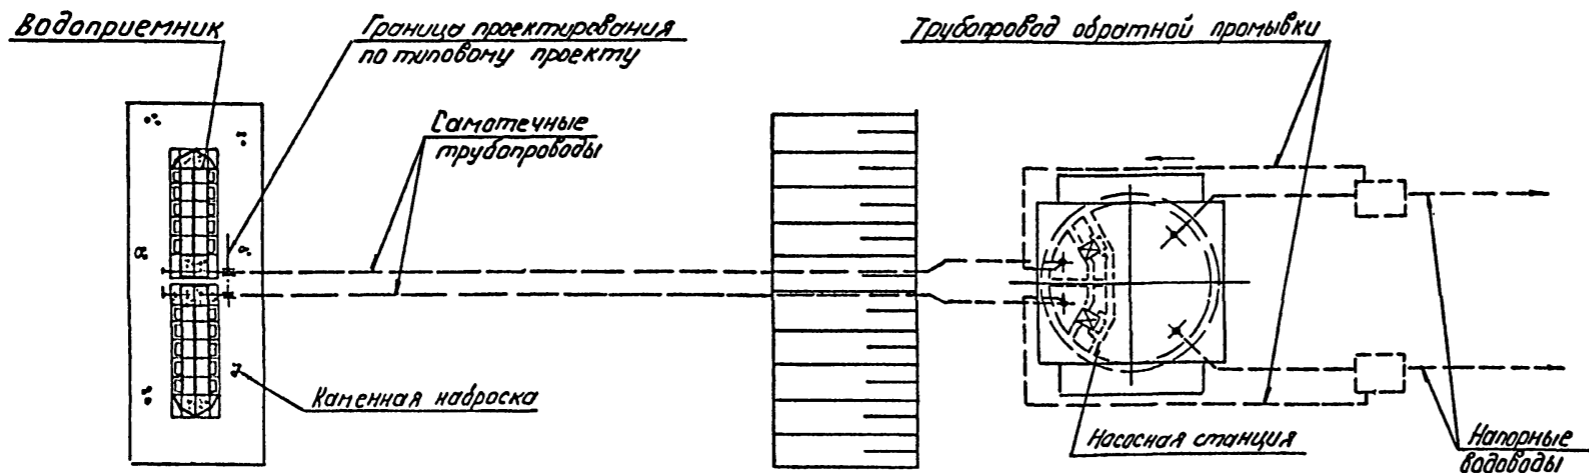 Водоприемник
Граница проектирования
по типовому проекту
Самотечные
трубопроводы
Трубопровод обратной промывки
Каменная наброска
Насосная станция
Напорные
водоводы